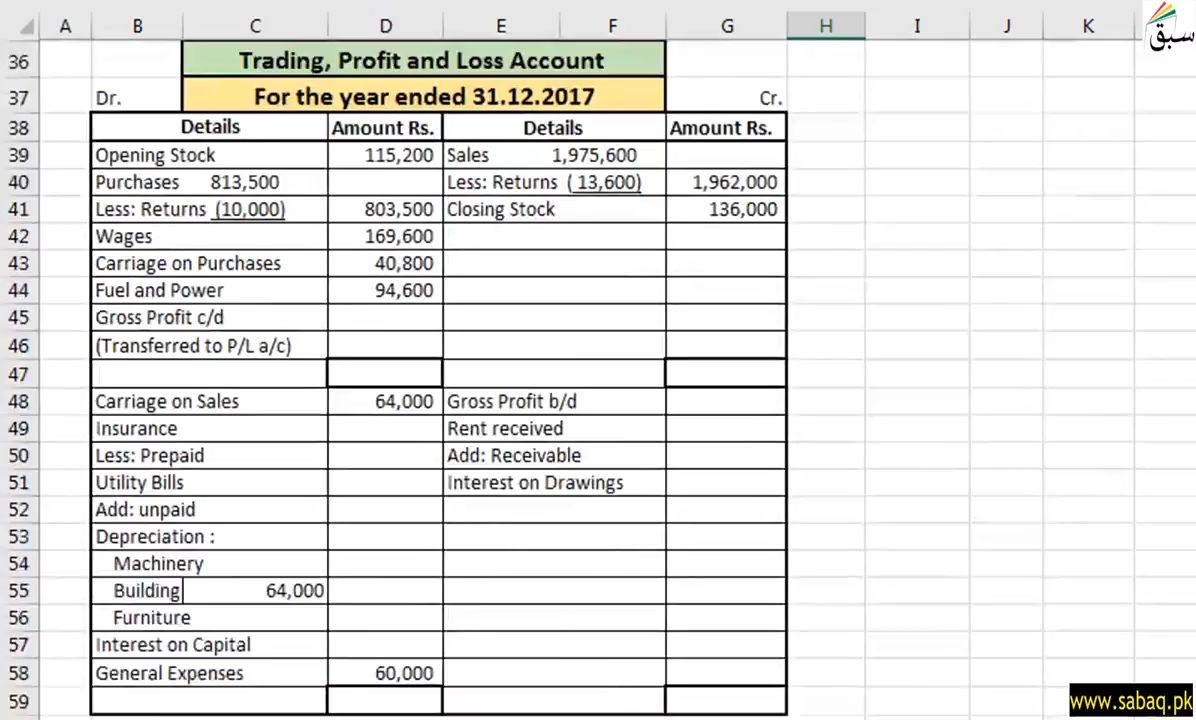 A B C D E F G H I J K
سبق
36 Trading, Profit and Loss Account
37 Dr. For the year ended 31.12.2017 Cr.
38 Details Amount Rs. Details Amount Rs.
39 Opening Stock 115,200 Sales 1,975,600
40 Purchases 813,500 Less: Returns ( 13,600) 1,962,000
41 Less: Returns (10,000) 803,500 Closing Stock 136,000
42 Wages 169,600
43 Carriage on Purchases 40,800
44 Fuel and Power 94,600
45 Gross Profit c/d
46 (Transferred to P/L a/c)
47
48 Carriage on Sales 64,000 Gross Profit b/d
49 Insurance Rent received
50 Less: Prepaid Add: Receivable
51 Utility Bills Interest on Drawings
52 Add: unpaid
53 Depreciation :
54 Machinery
55 Building 64,000
56 Furniture
57 Interest on Capital
58 General Expenses 60,000
59
www.sabaq.pk